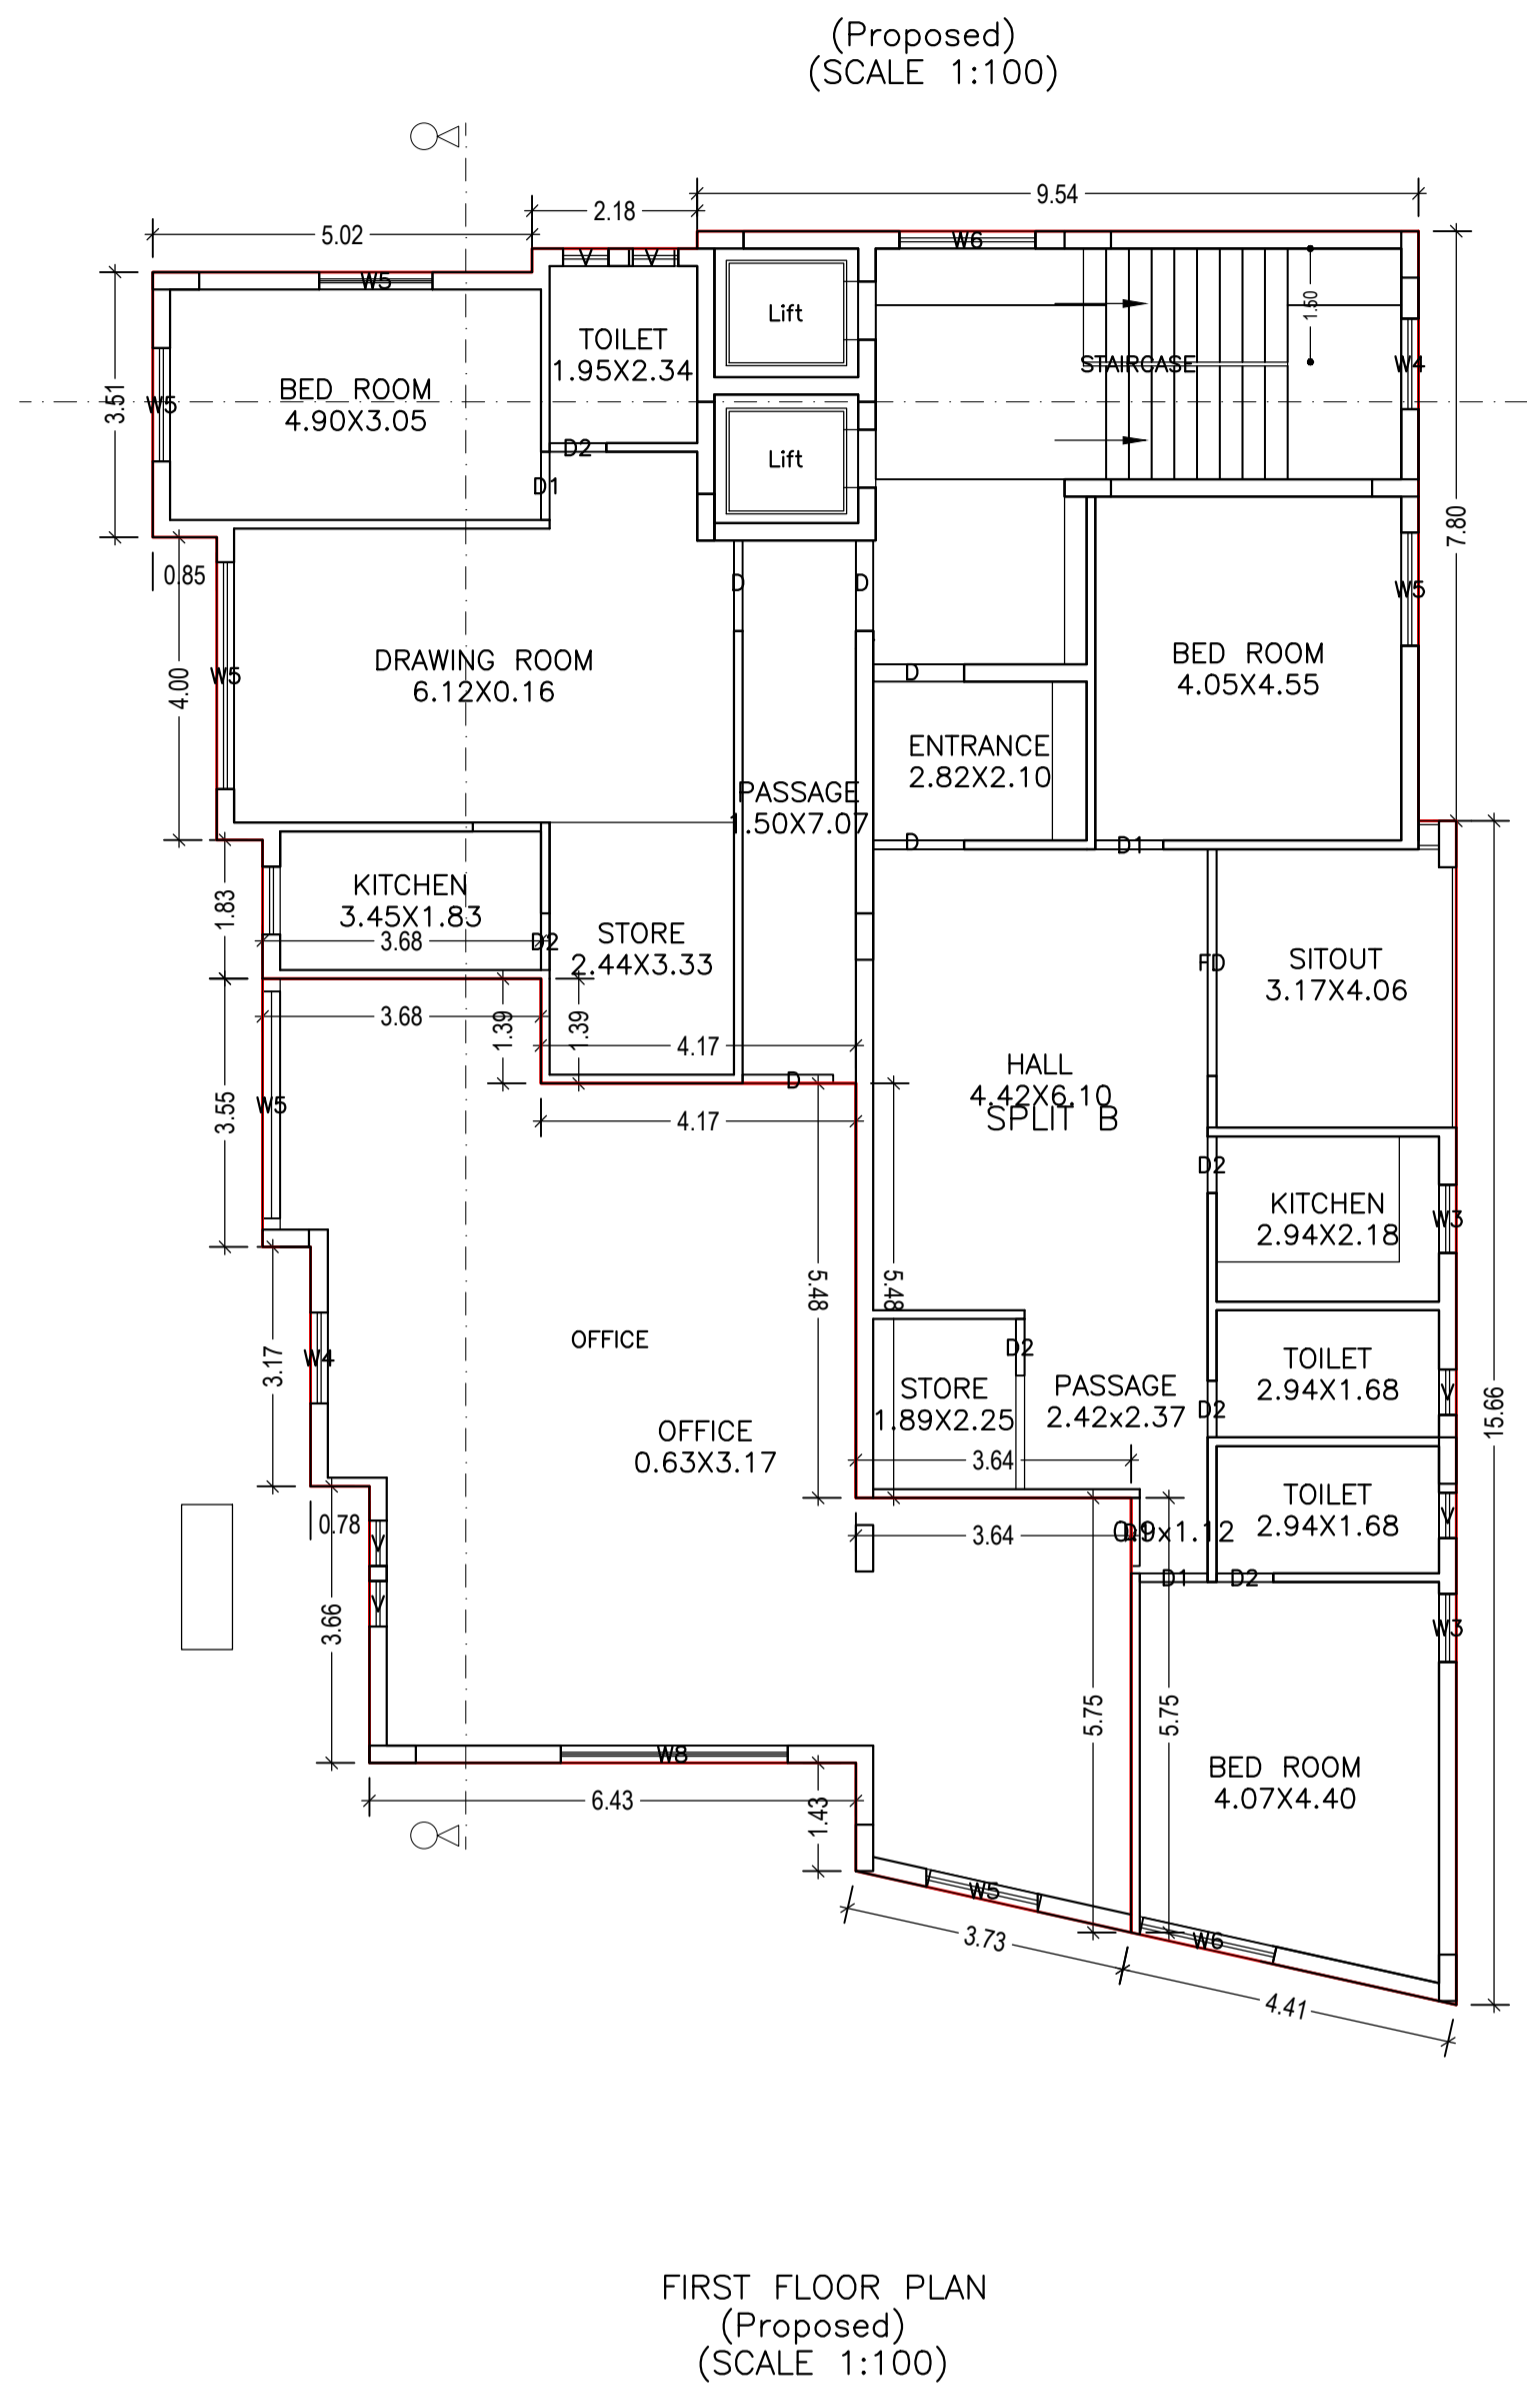 (Proposed)
(SCALE 1:100)
9.54
2.18
5.02
W6
V
V
W5
Lift
1.50
TOILET
1.95X2.34
STAIRCASE
W4
BED ROOM
4.90X3.05
3.51
W5
D2
Lift
D1
7.80
0.85
D
D
W5
DRAWING ROOM
6.12X0.16
BED ROOM
4.05X4.55
D
W5
4.00
ENTRANCE
2.82X2.10
PASSAGE
1.50X7.07
D
D1
KITCHEN
3.45X1.83
1.83
3.68
D2
STORE
2.44X3.33
FD
SITOUT
3.17X4.06
3.68
1.39
1.39
4.17
D
HALL
4.42X6.10
SPLIT B
W5
3.55
4.17
D2
KITCHEN
2.94X2.18
W3
5.48
5.48
OFFICE
W4
3.17
D2
STORE
1.89X2.25
PASSAGE
2.42x2.37
TOILET
2.94X1.68
V
D2
15.66
OFFICE
0.63X3.17
3.64
TOILET
2.94X1.68
V
0.78
V
3.64
D1
D2
V
3.66
W3
5.75
5.75
W8
BED ROOM
4.07X4.40
6.43
1.43
W5
W6
3.73
4.41
FIRST FLOOR PLAN
(Proposed)
(SCALE 1:100)